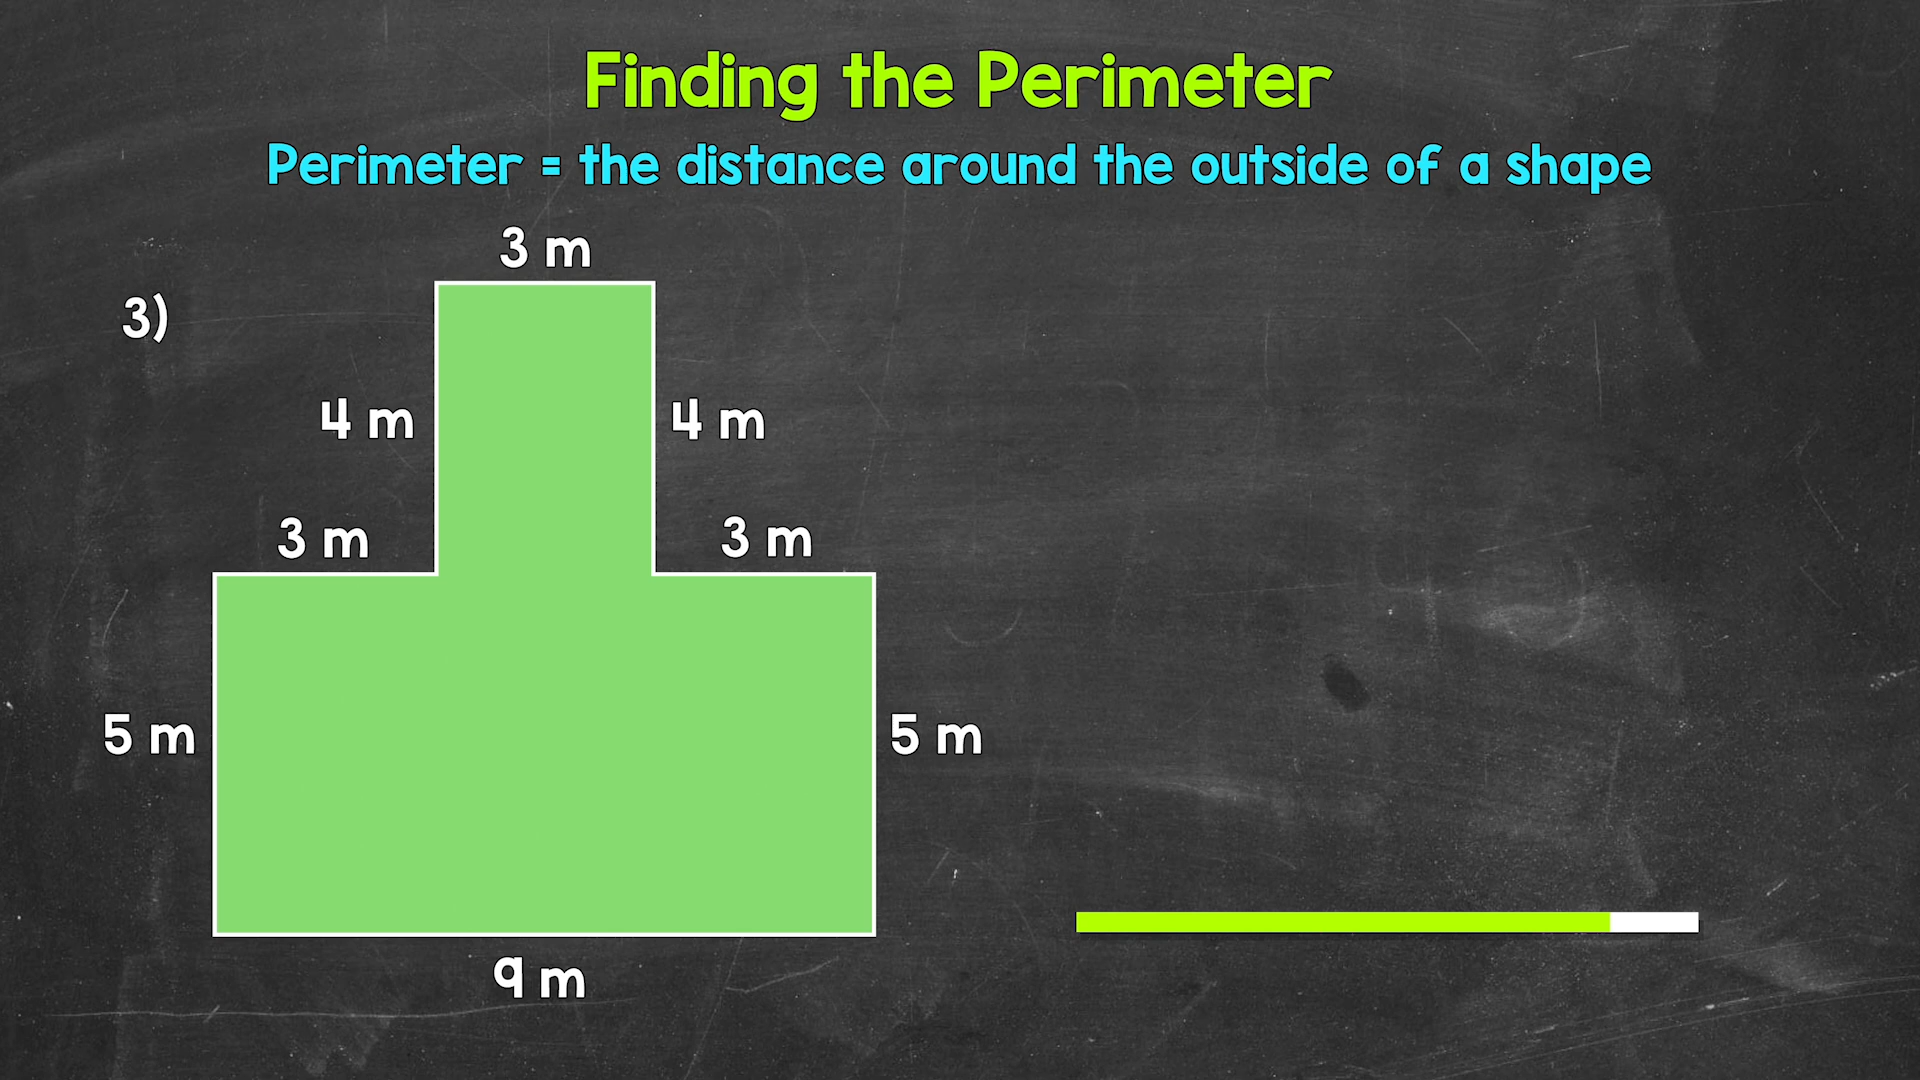 Finding the Perimeter
Perimeter = the distance around the outside of a shape
3)
3 m
4 m
4 m
3 m
3 m
5 m
5 m
9 m